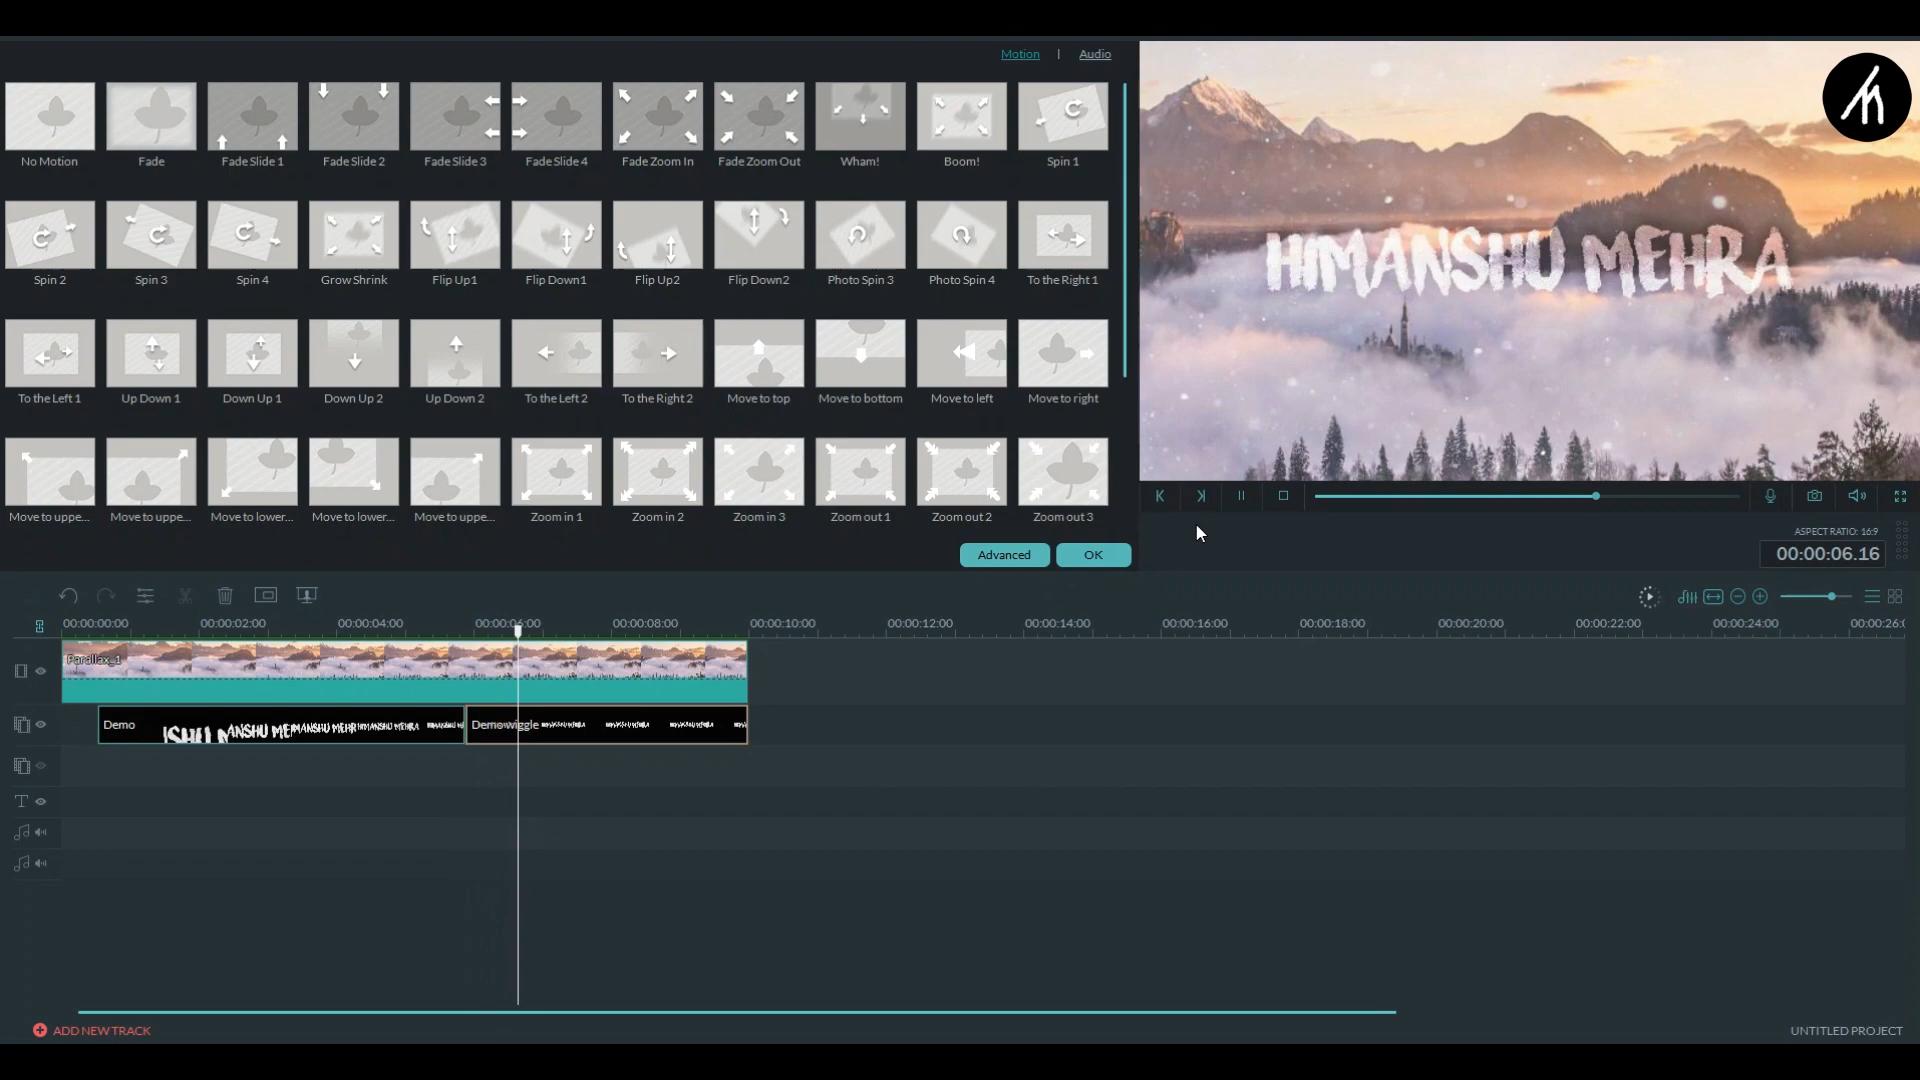 Motion | Audio
No Motion Fade Fade Slide 1 Fade Slide 2 Fade Slide 3 Fade Slide 4 Fade Zoom In Fade Zoom Out Wham! Boom! Spin 1
Spin 2 Spin 3 Spin 4 Grow Shrink Flip Up1 Flip Down1 Flip Up2 Flip Down2 Photo Spin 3 Photo Spin 4 To the Right 1
To the Left 1 Up Down 1 Down Up 1 Down Up 2 Up Down 2 To the Left 2 To the Right 2 Move to top Move to bottom Move to left Move to right
Move to uppe... Move to uppe... Move to lower... Move to lower... Move to uppe... Zoom in 1 Zoom in 2 Zoom in 3 Zoom out 1 Zoom out 2 Zoom out 3
Advanced OK
HIMANSHU MEHRA
ASPECT RATIO: 16:9
00:00:06.16
00:00:00:00 00:00:02:00 00:00:04:00 00:00:06:00 00:00:08:00 00:00:10:00 00:00:12:00 00:00:14:00 00:00:16:00 00:00:18:00 00:00:20:00 00:00:22:00 00:00:24:00 00:00:26:
Parallax_1
Demo Demo wiggle
ADD NEW TRACK
UNTITLED PROJECT